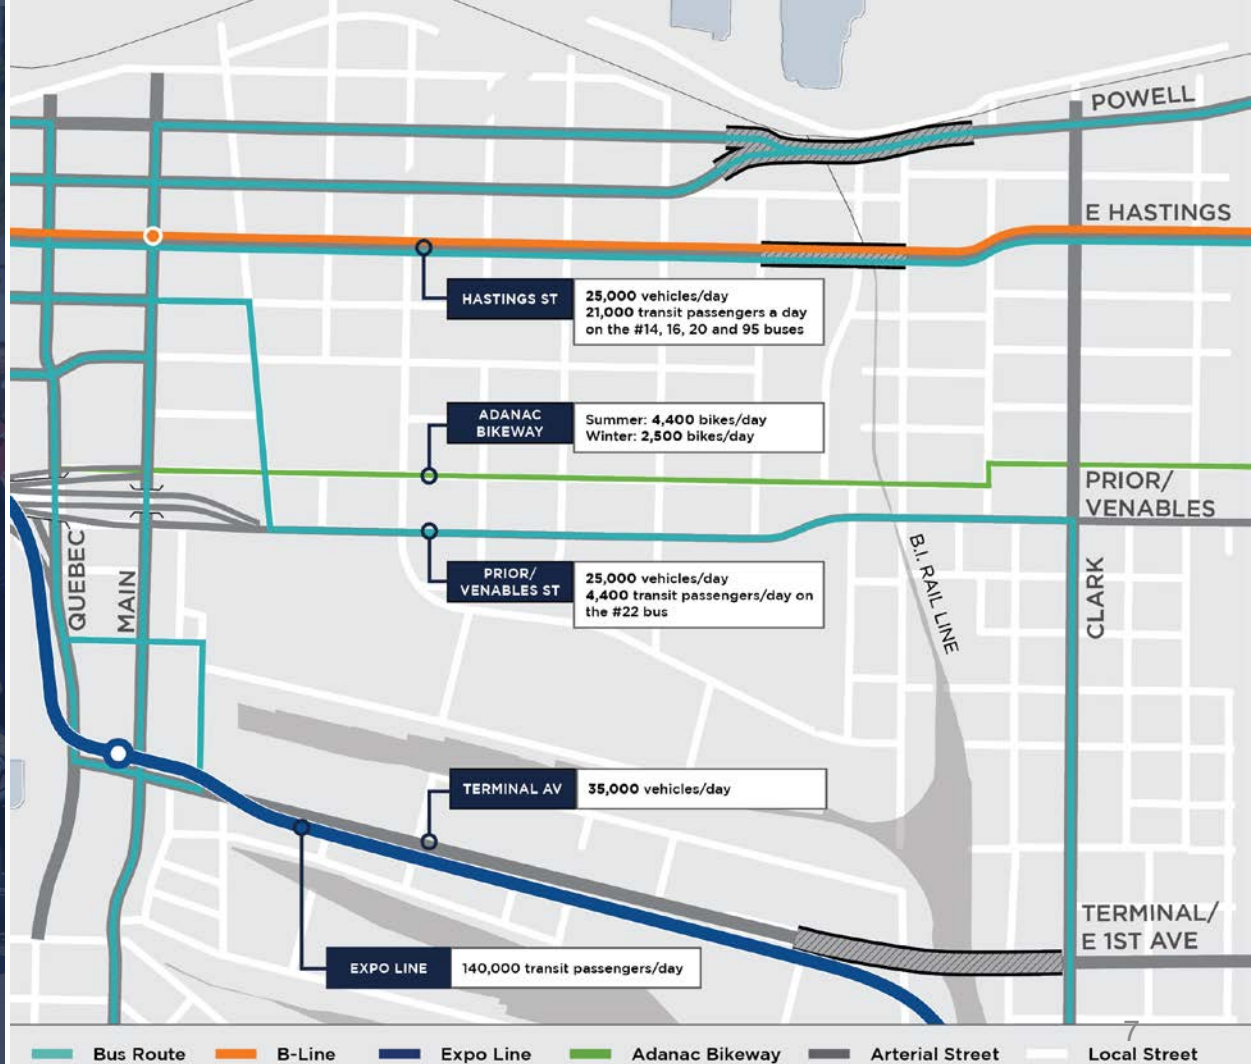 POWELL
E HASTINGS
HASTINGS ST
25,000 vehicles/day
21,000 transit passengers a day
on the #14, 16, 20 and 95 buses
ADANAC
BIKEWAY
Summer: 4,400 bikes/day
Winter: 2,500 bikes/day
PRIOR/
VENABLES
QUEBEC
MAIN
PRIOR/
VENABLES ST
25,000 vehicles/day
4,400 transit passengers/day on
the #22 bus
B.I. RAIL LINE
CLARK
TERMINAL AV
35,000 vehicles/day
TERMINAL/
E 1ST AVE
EXPO LINE
140,000 transit passengers/day
7
Bus Route
B-Line
Expo Line
Adanac Bikeway
Arterial Street
Local Street